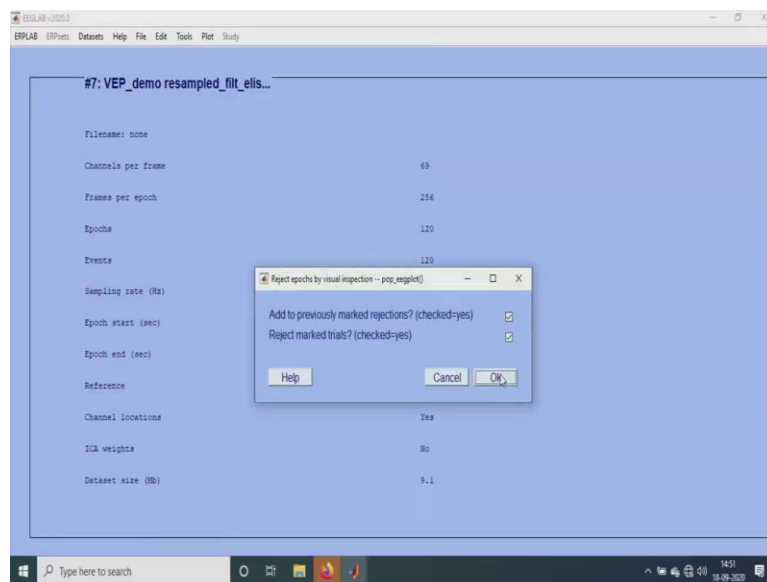 EEGLAB v2020.0
ERPLAB ERPsets Datasets Help File Edit Tools Plot Study
#7: VEP_demo resampled_filt_elis...
Filename: none
Channels per frame 69
Frames per epoch 256
Epochs 120
Events 120
Reject epochs by visual inspection -- pop_eegplot()
Sampling rate (Hz)
Add to previously marked rejections? (checked=yes)
Epoch start (sec)
Reject marked trials? (checked=yes)
Epoch end (sec)
Help Cancel OK
Reference
Channel locations Yes
ICA weights No
Dataset size (Mb) 9.1
Type here to search
14:51
18-09-2020